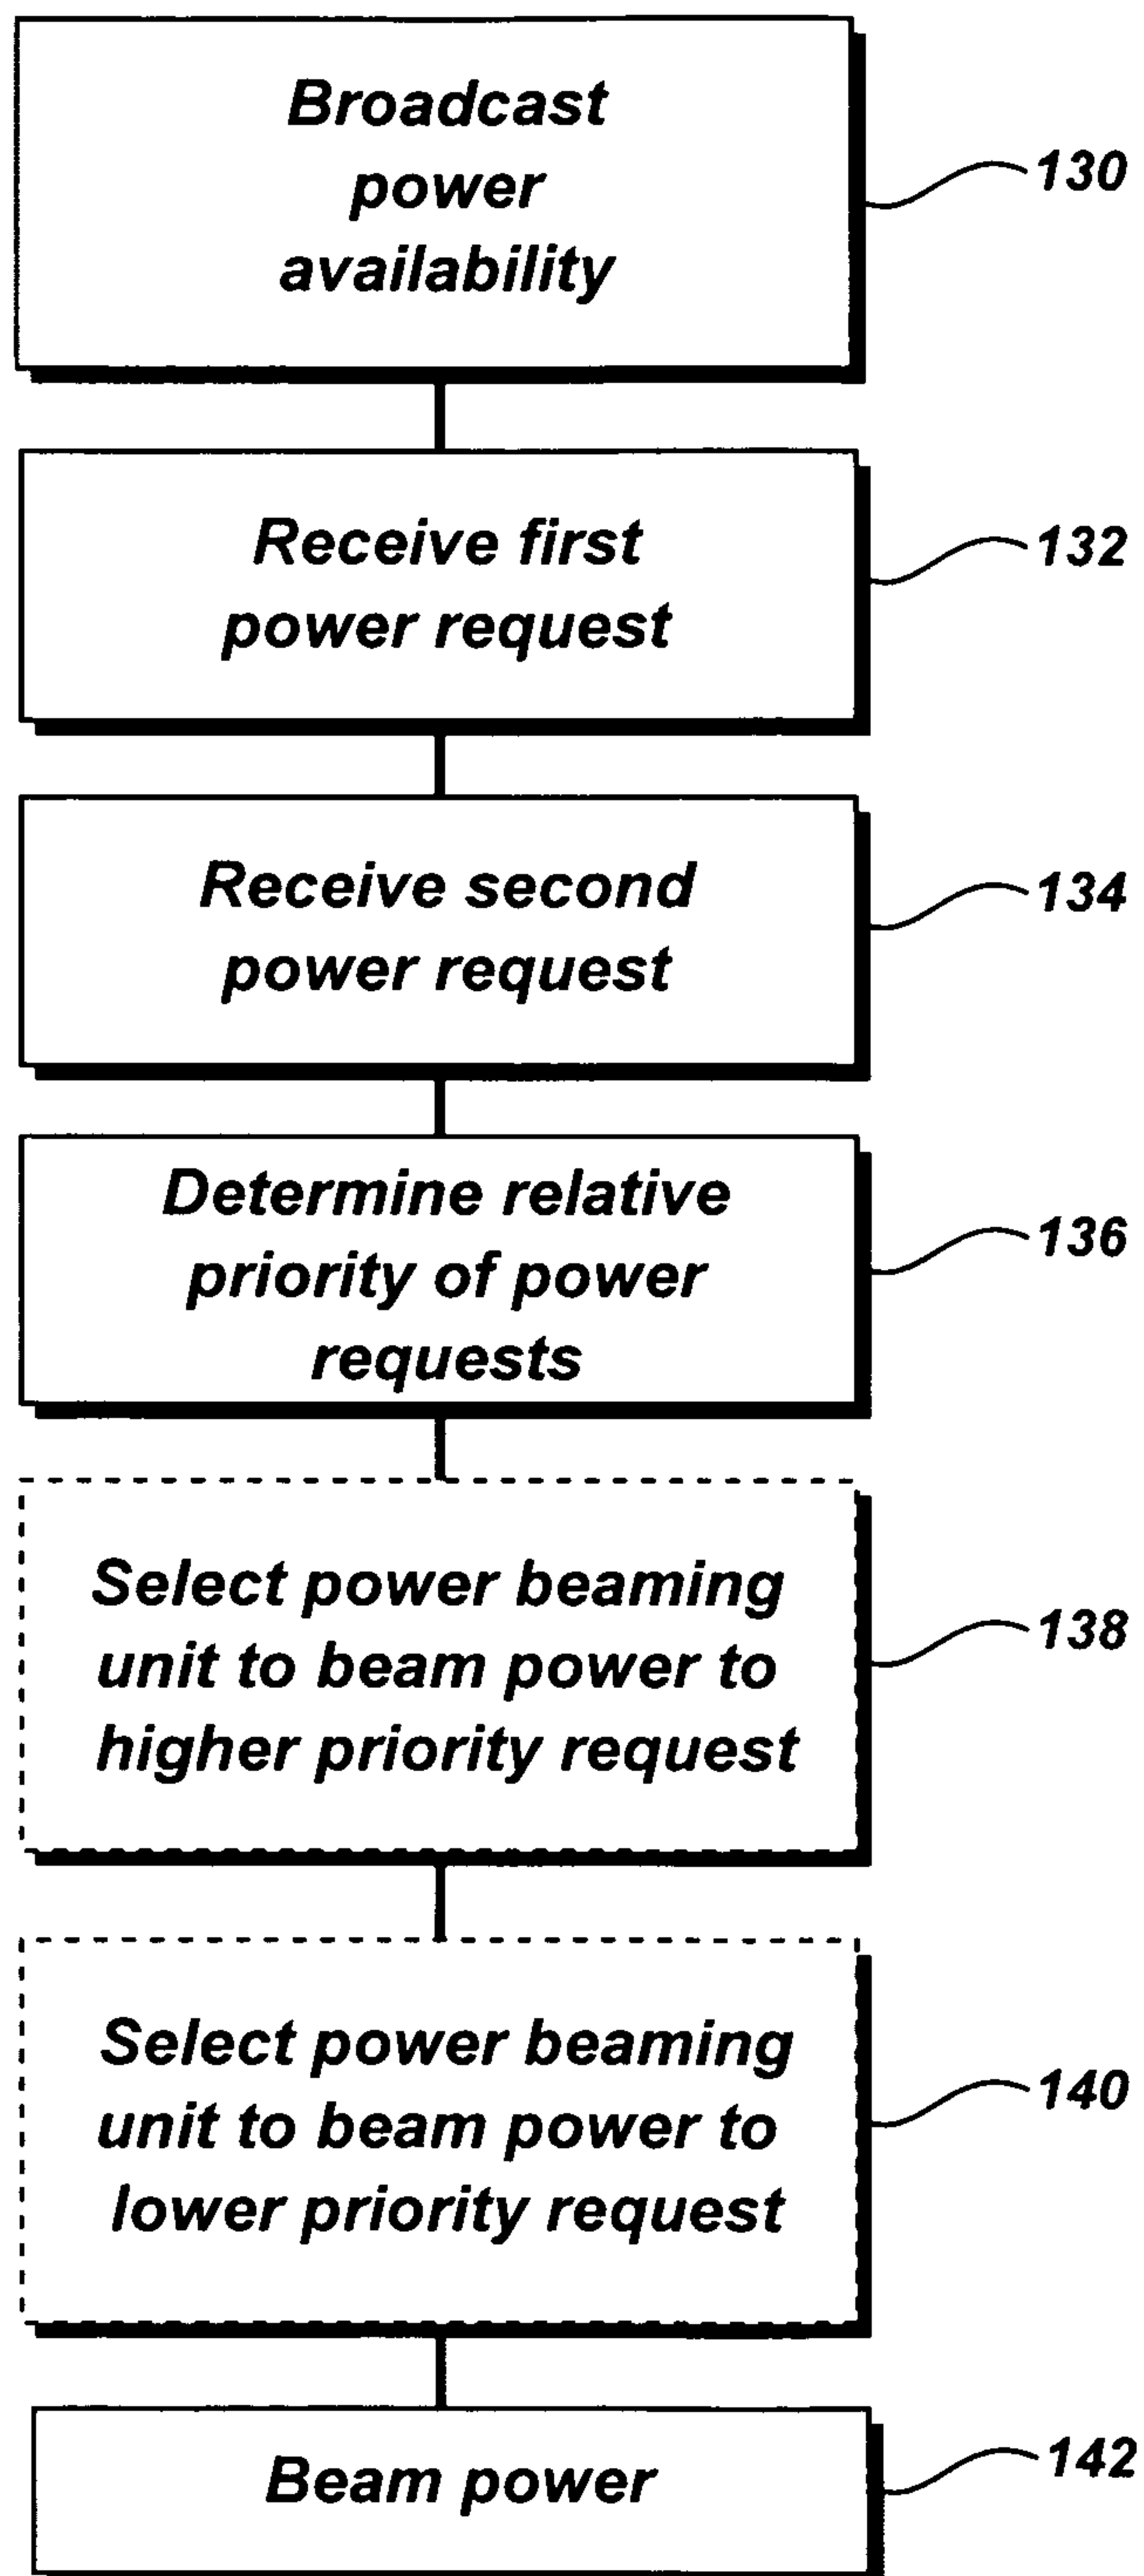 Broadcast
power
availability
130
Receive first
power request
132
Receive second
power request
134
Determine relative
priority of power
requests
136
Select power beaming
unit to beam power to
higher priority request
138
Select power beaming
unit to beam power to
lower priority request
140
Beam power
142